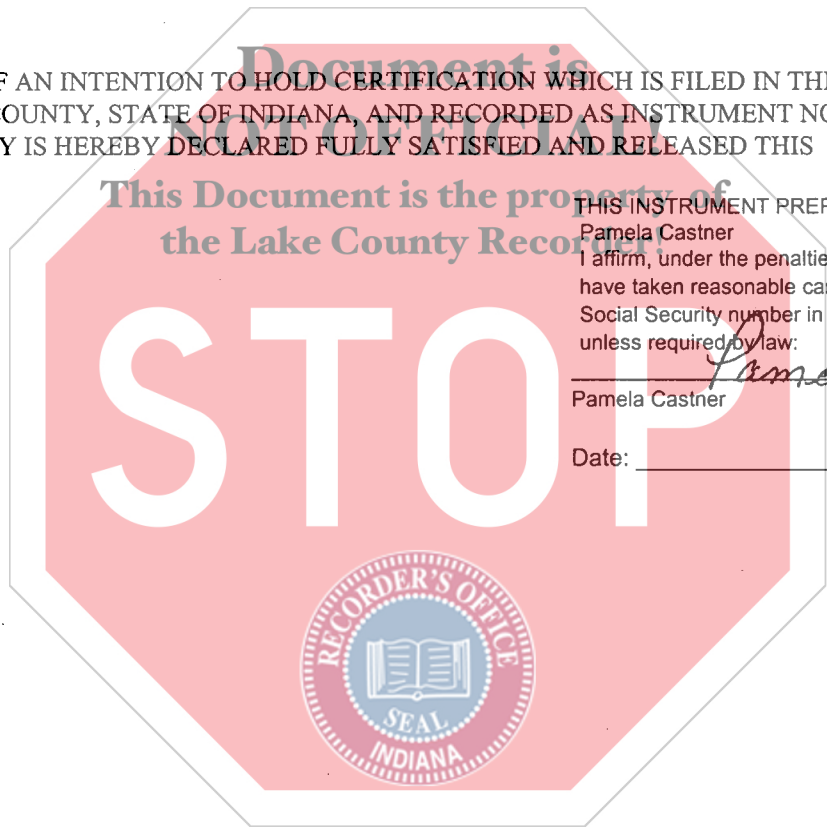 Document is
F AN INTENTION TO HOLD CERTIFICATION WHICH IS FILED IN THE
COUNTY, STATE OF INDIANA, AND RECORDED AS INSTRUMENT NO
NOT OFFICIAL!
Y IS HEREBY DECLARED FULLY SATISFIED AND RELEASED THIS
This Document is the property of
the Lake County Recorder!
THIS INSTRUMENT PREP
Pamela Castner
I affirm, under the penaltie
have taken reasonable car
Social Security number in
unless required by law:
Pame
Pamela Castner
Date:
STOP
RECORDER'S OFFICE
SEAL
INDIANA